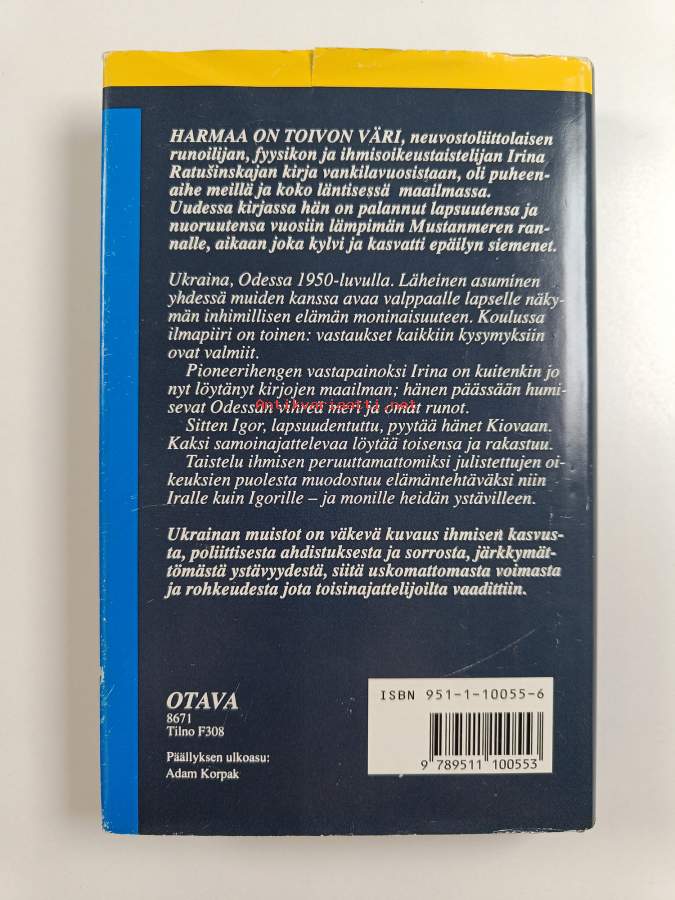 HARMAA ON TOIVON VÄRI, neuvostoliittolaisen
runoilijan, fyysikon ja ihmisoikeustaistelijan Irina
Ratušinskajan kirja vankilavuosistaan, oli puheen-
aihe meillä ja koko läntisessä maailmassa.
Uudessa kirjassa hän on palannut lapsuutensa ja
nuoruutensa vuosiin lämpimän Mustanmeren ran-
nalle, aikaan joka kylvi ja kasvatti epäilyn siemenet.
Ukraina, Odessa 1950-luvulla. Läheinen asuminen
yhdessä muiden kanssa avaa valppaalle lapselle näky-
män inhimillisen elämän moninaisuuteen. Koulussa
ilmapiiri on toinen: vastaukset kaikkiin kysymyksiin
ovat valmiit.
Pioneerihengen vastapainoksi Irina on kuitenkin jo
nyt löytänyt kirjojen maailman; hänen päässään humi-
sevat Odessan vihreä meri ja omat runot.
Antikvariaatti.net
Sitten Igor, lapsuudentuttu, pyytää hänet Kiovaan.
Kaksi samoinajattelevaa löytää toisensa ja rakastuu.
Taistelu ihmisen peruuttamattomiksi julistettujen oi-
keuksien puolesta muodostuu elämäntehtäväksi niin
Iralle kuin Igorille – ja monille heidän ystävilleen.
Ukrainan muistot on väkevä kuvaus ihmisen kasvus-
ta, poliittisesta ahdistuksesta ja sorrosta, järkkymät-
tömästä ystävyydestä, siitä uskomattomasta voimasta
ja rohkeudesta jota toisinajattelijoilta vaadittiin.
OTAVA
8671
Tilno F308
Päällyksen ulkoasu:
Adam Korpak
ISBN 951-1-10055-6
9 789511 100553